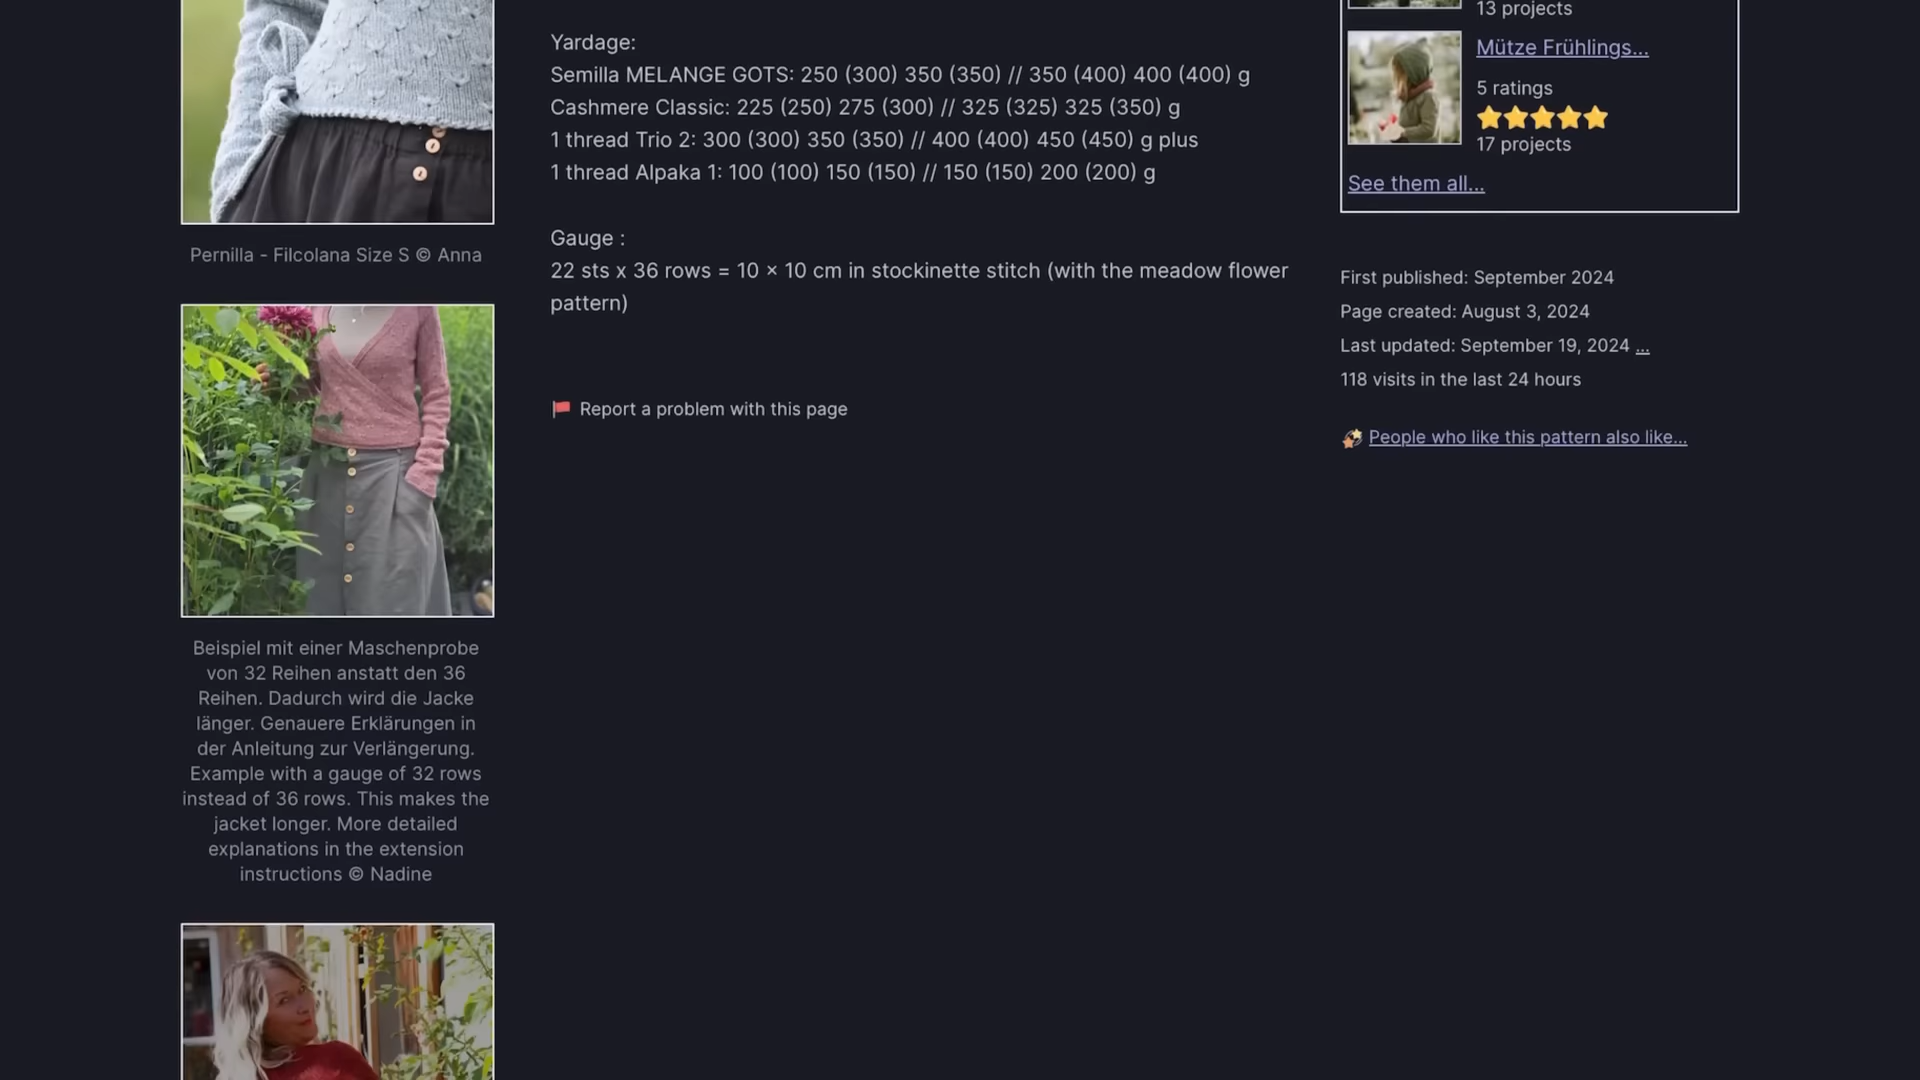 Pernilla - Filcolana Size S © Anna
Beispiel mit einer Maschenprobe
von 32 Reihen anstatt den 36
Reihen. Dadurch wird die Jacke
länger. Genauere Erklärungen in
der Anleitung zur Verlängerung.
Example with a gauge of 32 rows
instead of 36 rows. This makes the
jacket longer. More detailed
explanations in the extension
instructions © Nadine
Yardage:
Semilla MELANGE GOTS: 250 (300) 350 (350) // 350 (400) 400 (400) g
Cashmere Classic: 225 (250) 275 (300) // 325 (325) 325 (350) g
1 thread Trio 2: 300 (300) 350 (350) // 400 (400) 450 (450) g plus
1 thread Alpaka 1: 100 (100) 150 (150) // 150 (150) 200 (200) g
Gauge :
22 sts x 36 rows = 10 × 10 cm in stockinette stitch (with the meadow flower
pattern)
Report a problem with this page
13 projects
Mütze Frühlings...
5 ratings
17 projects
See them all...
First published: September 2024
Page created: August 3, 2024
Last updated: September 19, 2024 ...
118 visits in the last 24 hours
People who like this pattern also like...